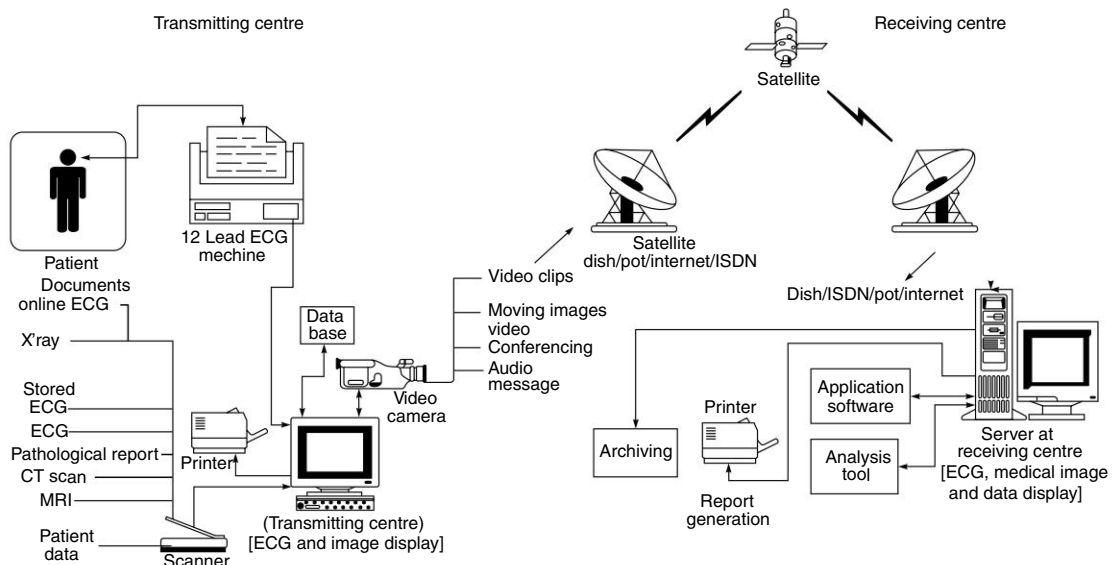 Transmitting centre
Receiving centre
Satellite
12 Lead ECG
mechine
Patient
Documents
online ECG
X'ray
Stored
ECG
ECG
Pathological report
CT scan
MRI
Patient
data
Scanner
Printer
Data
base
Video
camera
(Transmitting centre)
[ECG and image display]
Video clips
Moving images
video
Conferencing
Audio
message
Satellite
dish/pot/internet/ISDN
Dish/ISDN/pot/internet
Archiving
Printer
Report
generation
Application
software
Analysis
tool
Server at
receiving centre
[ECG, medical image
and data display]